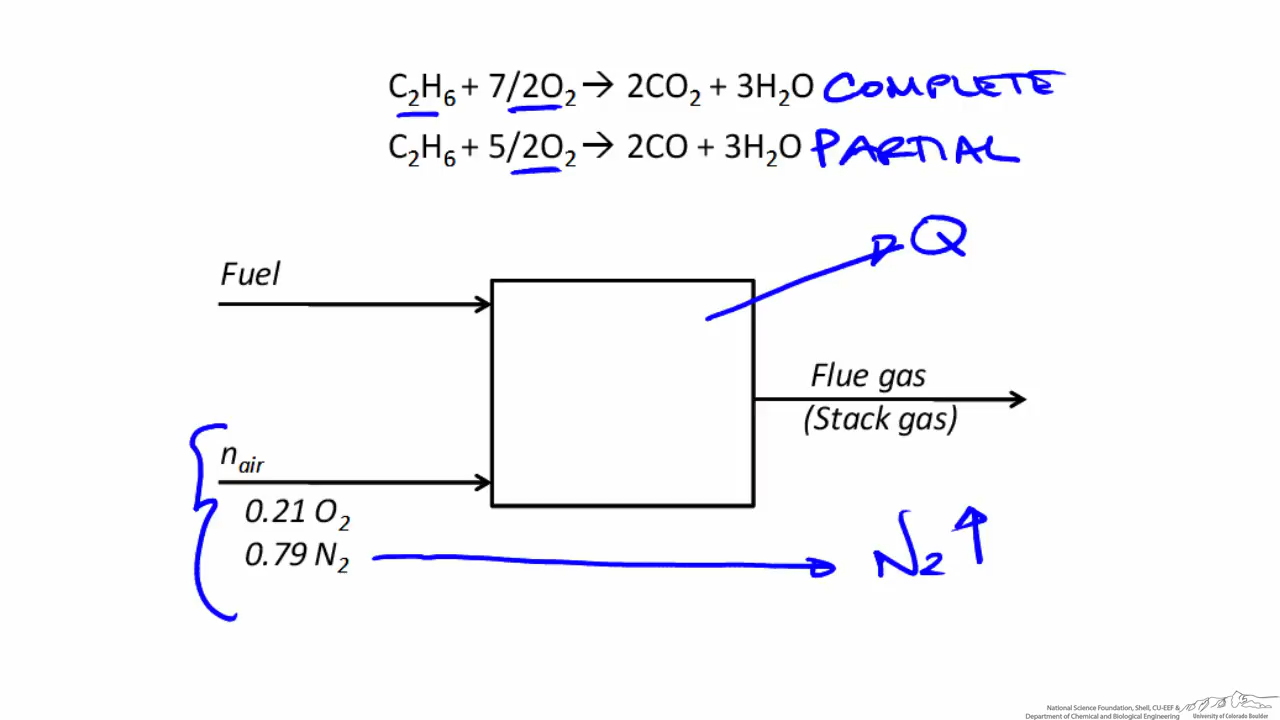 C₂H₆ + 7/2O₂ → 2CO₂ + 3H₂O COMPLETE
C₂H₆ + 5/2O₂ → 2CO + 3H₂O PARTIAL
Q
Fuel
Flue gas
(Stack gas)
n_air
0.21 O₂
0.79 N₂
N₂↑
National Science Foundation, Shell, CU-EEF &
Department of Chemical and Biological Engineering
University of Colorado Boulder